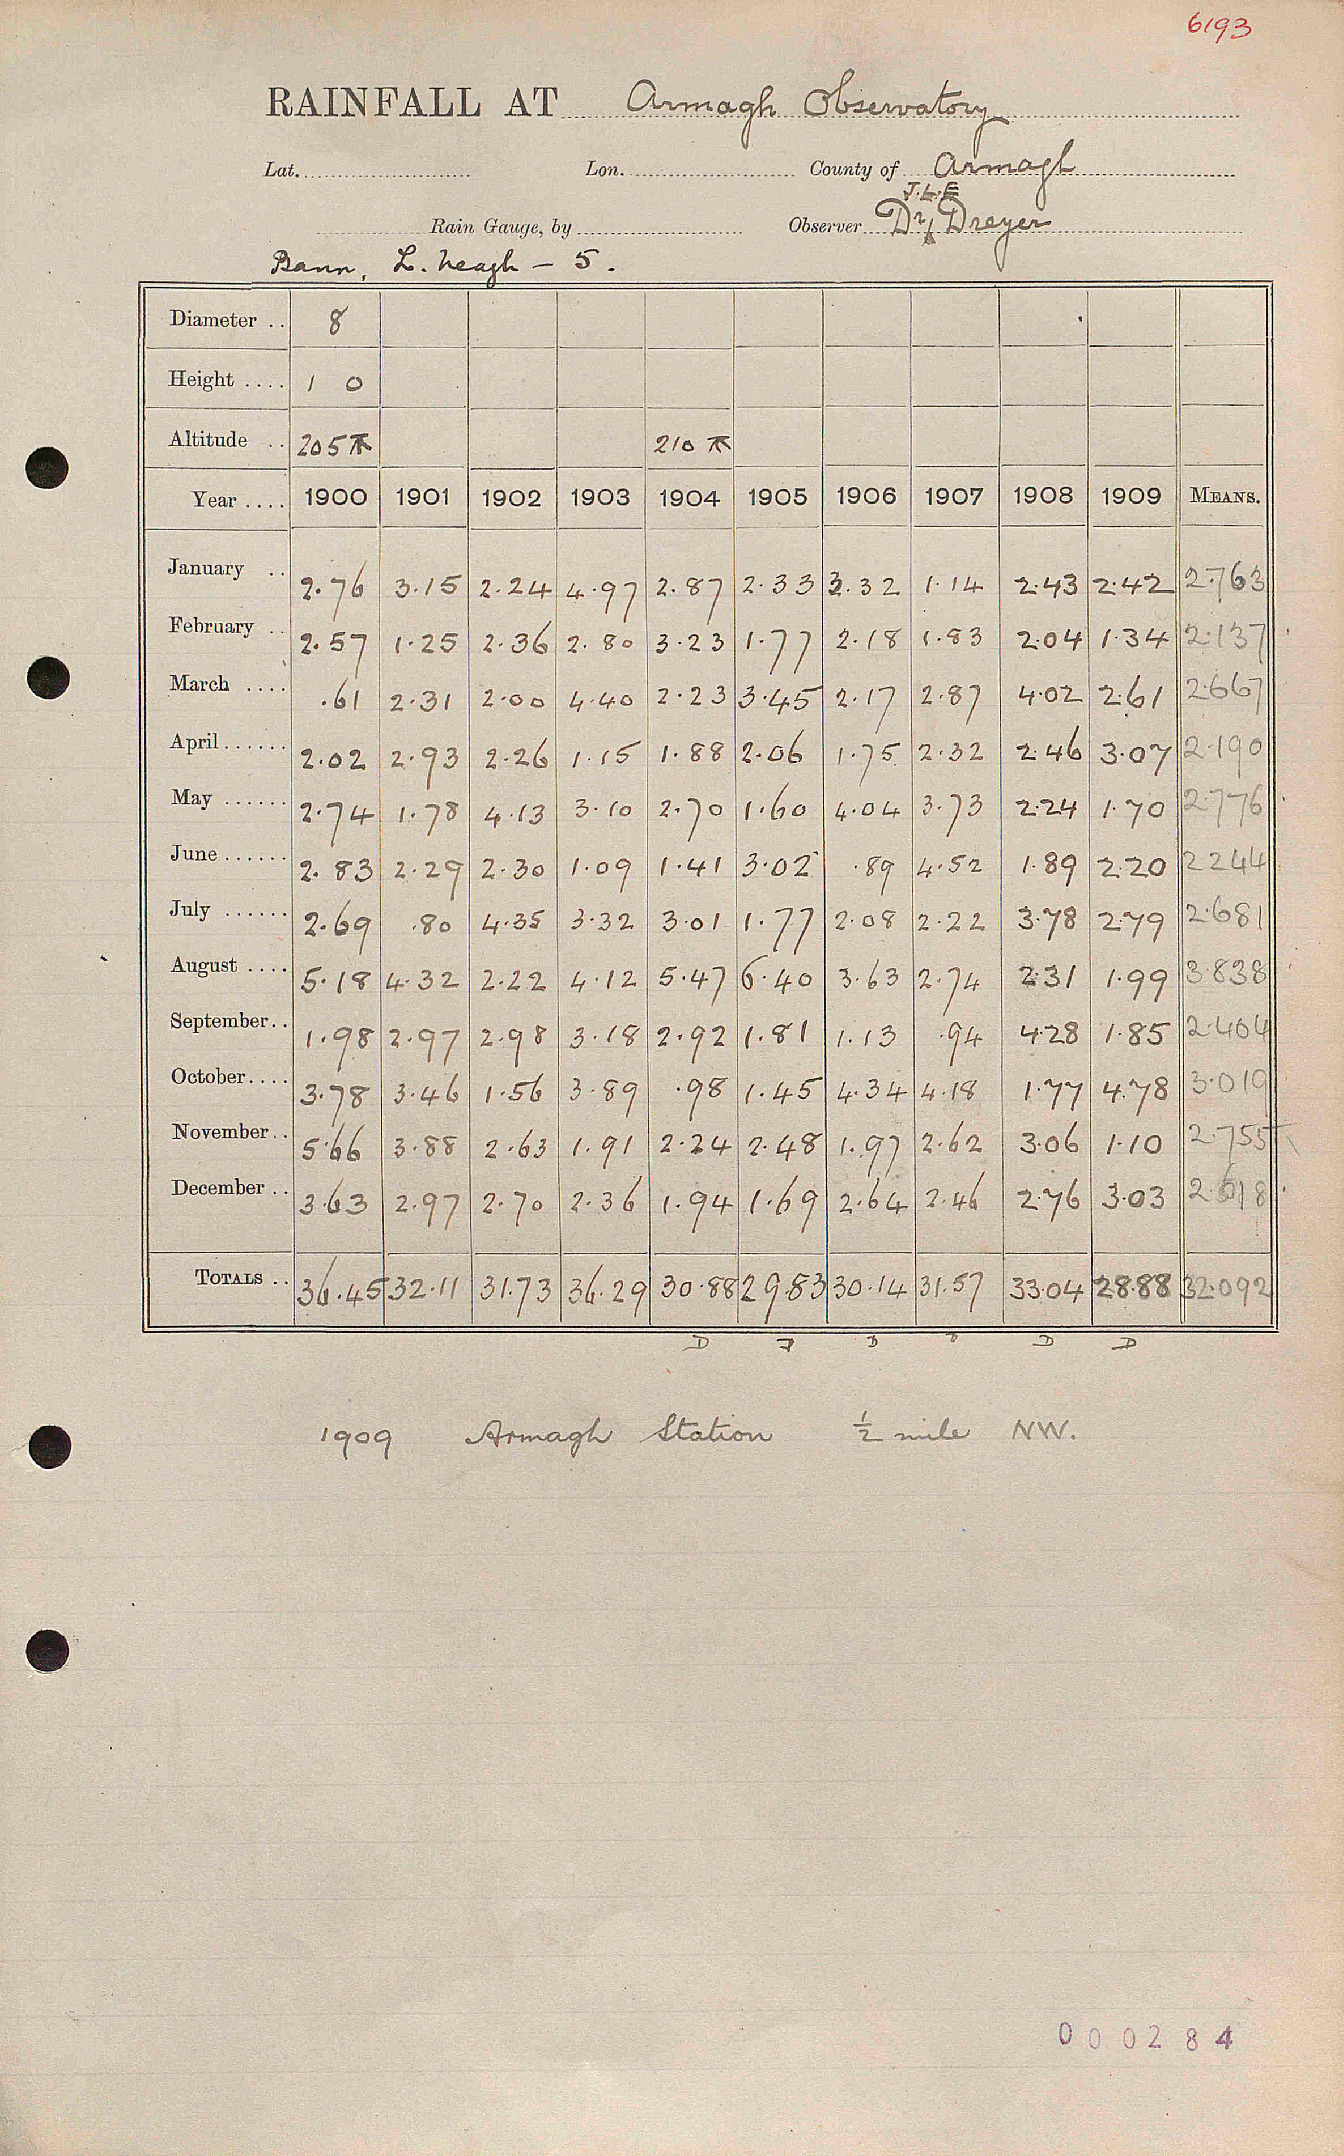 6193
RAINFALL AT Armagh Observatory
Lat. Lon. County of Armagh
J.L.E
Rain Gauge, by Observer Dr Dreyer
Bann, L. Neagh - 5.
Diameter .. 8
Height .... 1 0
Altitude .. 205 210
Year .... 1900 1901 1902 1903 1904 1905 1906 1907 1908 1909 MEANS.
January .. 2.76 3.15 2.24 4.97 2.87 2.33 3.32 1.14 2.43 2.42 2.763
February .. 2.57 1.25 2.36 2.80 3.23 1.77 2.18 1.83 2.04 1.34 2.137
March .... .61 2.31 2.00 4.40 2.23 3.45 2.17 2.87 4.02 2.61 2.667
April...... 2.02 2.93 2.26 1.15 1.88 2.06 1.75 2.32 2.46 3.07 2.190
May ...... 2.74 1.78 4.13 3.10 2.70 1.60 4.04 3.73 2.24 1.70 2.776
June...... 2.83 2.29 2.30 1.09 1.41 3.02 .89 4.52 1.89 2.20 2.244
July ...... 2.69 .80 4.35 3.32 3.01 1.77 2.08 2.22 3.78 2.79 2.681
August .... 5.18 4.32 2.22 4.12 5.47 6.40 3.63 2.74 2.31 1.99 3.838
September.. 1.98 2.97 2.98 3.18 2.92 1.81 1.13 .94 4.28 1.85 2.404
October.... 3.78 3.46 1.56 3.89 .98 1.45 4.34 4.18 1.77 4.78 3.019
November.. 5.66 3.88 2.63 1.91 2.24 2.48 1.97 2.62 3.06 1.10 2.755
December .. 3.63 2.97 2.70 2.36 1.94 1.69 2.64 2.46 2.76 3.03 2.618
TOTALS .. 36.45 32.11 31.73 36.29 30.88 29.83 30.14 31.57 33.04 28.88 32.092
1909 Armagh Station ½ mile NW.
000284